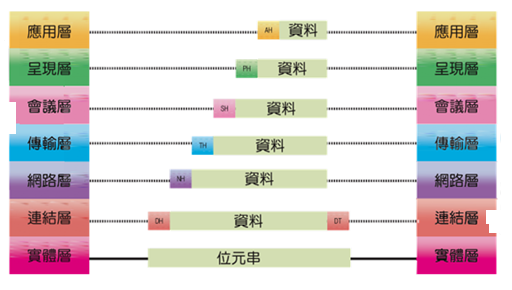 應用層 AH 資料 應用層
呈現層 PH 資料 呈現層
會議層 SH 資料 會議層
傳輸層 TH 資料 傳輸層
網路層 NH 資料 網路層
連結層 DH 資料 DT 連結層
實體層 位元串 實體層